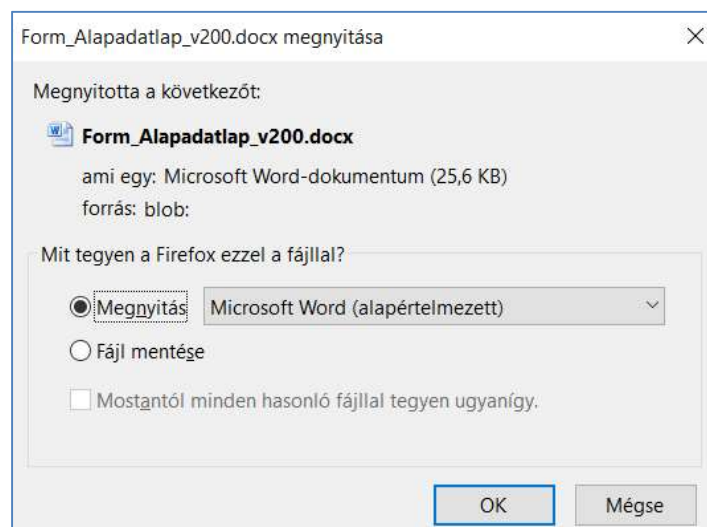 Form_Alapadatlap_v200.docx megnyitása
Megnyitotta a következőt:
Form_Alapadatlap_v200.docx
ami egy: Microsoft Word-dokumentum (25,6 KB)
forrás: blob:
Mit tegyen a Firefox ezzel a fájllal?
Megnyitás Microsoft Word (alapértelmezett)
Fájl mentése
Mostantól minden hasonló fájllal tegyen ugyanígy.
OK Mégse